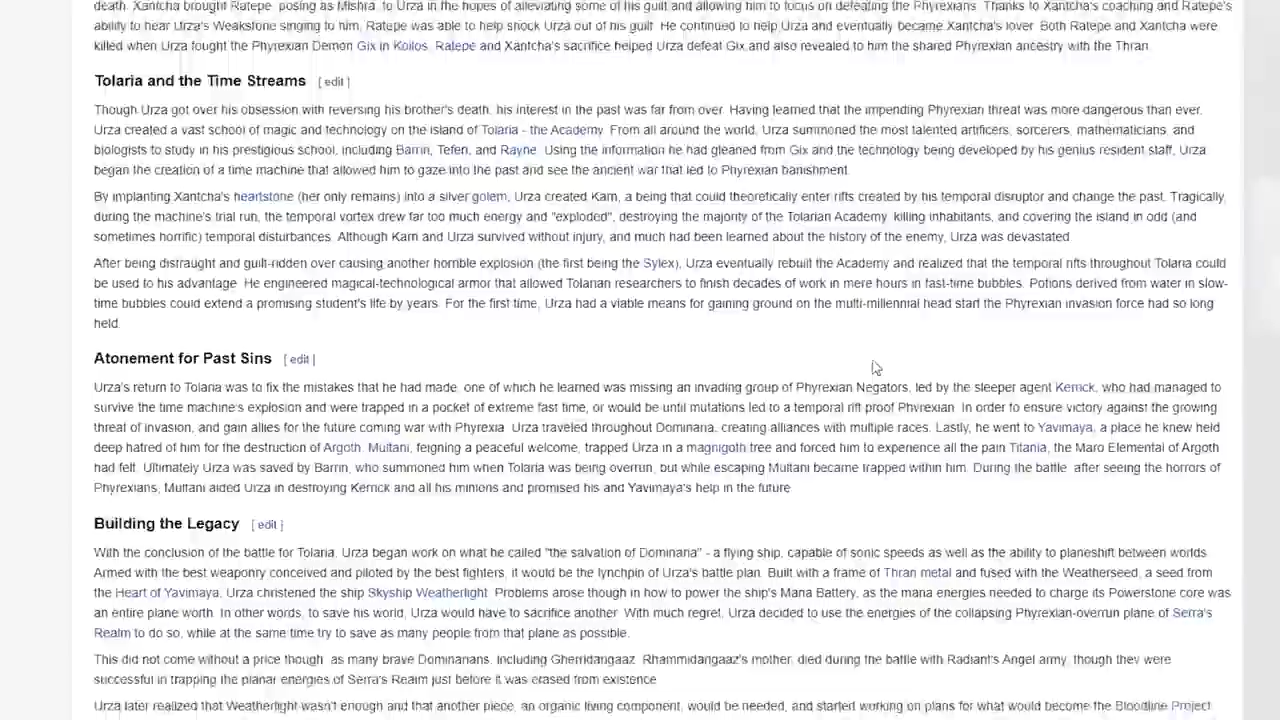 death. Xantcha brought Ratepe, posing as Mishra, to Urza in the hopes of alleviating some of his guilt and allowing him to focus on defeating the Phyrexians. Thanks to Xantcha's coaching and Ratepe's
ability to hear Urza's Weakstone singing to him, Ratepe was able to help shock Urza out of his guilt. He continued to help Urza and eventually became Xantcha's lover. Both Ratepe and Xantcha were
killed when Urza fought the Phyrexian Demon Gix in Koilos. Ratepe and Xantcha's sacrifice helped Urza defeat Gix and also revealed to him the shared Phyrexian ancestry with the Thran.
Tolaria and the Time Streams [ edit ]
Though Urza got over his obsession with reversing his brother's death, his interest in the past was far from over. Having learned that the impending Phyrexian threat was more dangerous than ever,
Urza created a vast school of magic and technology on the island of Tolaria - the Academy. From all around the world, Urza summoned the most talented artificers, sorcerers, mathematicians, and
biologists to study in his prestigious school, including Barrin, Teferi, and Rayne. Using the information he had gleaned from Gix and the technology being developed by his genius resident staff, Urza
began the creation of a time machine that allowed him to gaze into the past and see the ancient war that led to Phyrexian banishment.
By implanting Xantcha's heartstone (her only remains) into a silver golem, Urza created Karn, a being that could theoretically enter rifts created by his temporal disruptor and change the past. Tragically,
during the machine's trial run, the temporal vortex drew far too much energy and "exploded", destroying the majority of the Tolarian Academy, killing inhabitants, and covering the island in odd (and
sometimes horrific) temporal disturbances. Although Karn and Urza survived without injury, and much had been learned about the history of the enemy, Urza was devastated.
After being distraught and guilt-ridden over causing another horrible explosion (the first being the Sylex), Urza eventually rebuilt the Academy and realized that the temporal rifts throughout Tolaria could
be used to his advantage. He engineered magical-technological armor that allowed Tolarian researchers to finish decades of work in mere hours in fast-time bubbles. Potions derived from water in slow-
time bubbles could extend a promising student's life by years. For the first time, Urza had a viable means for gaining ground on the multi-millennial head start the Phyrexian invasion force had so long
held.
Atonement for Past Sins [ edit ]
Urza's return to Tolaria was to fix the mistakes that he had made, one of which he learned was missing an invading group of Phyrexian Negators, led by the sleeper agent Kerrick, who had managed to
survive the time machine's explosion and were trapped in a pocket of extreme fast time, or would be until mutations led to a temporal rift proof Phyrexian. In order to ensure victory against the growing
threat of invasion, and gain allies for the future coming war with Phyrexia, Urza traveled throughout Dominaria, creating alliances with multiple races. Lastly, he went to Yavimaya, a place he knew held
deep hatred of him for the destruction of Argoth. Multani, feigning a peaceful welcome, trapped Urza in a magnigoth tree and forced him to experience all the pain Titania, the Maro Elemental of Argoth
had felt. Ultimately Urza was saved by Barrin, who summoned him when Tolaria was being overrun, but while escaping Multani became trapped within him. During the battle, after seeing the horrors of
Phyrexians, Multani aided Urza in destroying Kerrick and all his minions and promised his and Yavimaya's help in the future.
Building the Legacy [ edit ]
With the conclusion of the battle for Tolaria, Urza began work on what he called "the salvation of Dominaria" - a flying ship, capable of sonic speeds as well as the ability to planeshift between worlds.
Armed with the best weaponry conceived and piloted by the best fighters, it would be the lynchpin of Urza's battle plan. Built with a frame of Thran metal and fused with the Weatherseed, a seed from
the Heart of Yavimaya, Urza christened the ship Skyship Weatherlight. Problems arose though in how to power the ship's Mana Battery, as the mana energies needed to charge its Powerstone core was
an entire plane worth. In other words, to save his world, Urza would have to sacrifice another. With much regret, Urza decided to use the energies of the collapsing Phyrexian-overrun plane of Serra's
Realm to do so, while at the same time try to save as many people from that plane as possible.
This did not come without a price though, as many brave Dominarians, including Gherridangaaz, Rhammidangaaz's mother, died during the battle with Radiant's Angel army, though they were
successful in trapping the planar energies of Serra's Realm just before it was erased from existence.
Urza later realized that Weatherlight wasn't enough and that another piece, an organic living component, would be needed, and started working on plans for what would become the Bloodline Project.